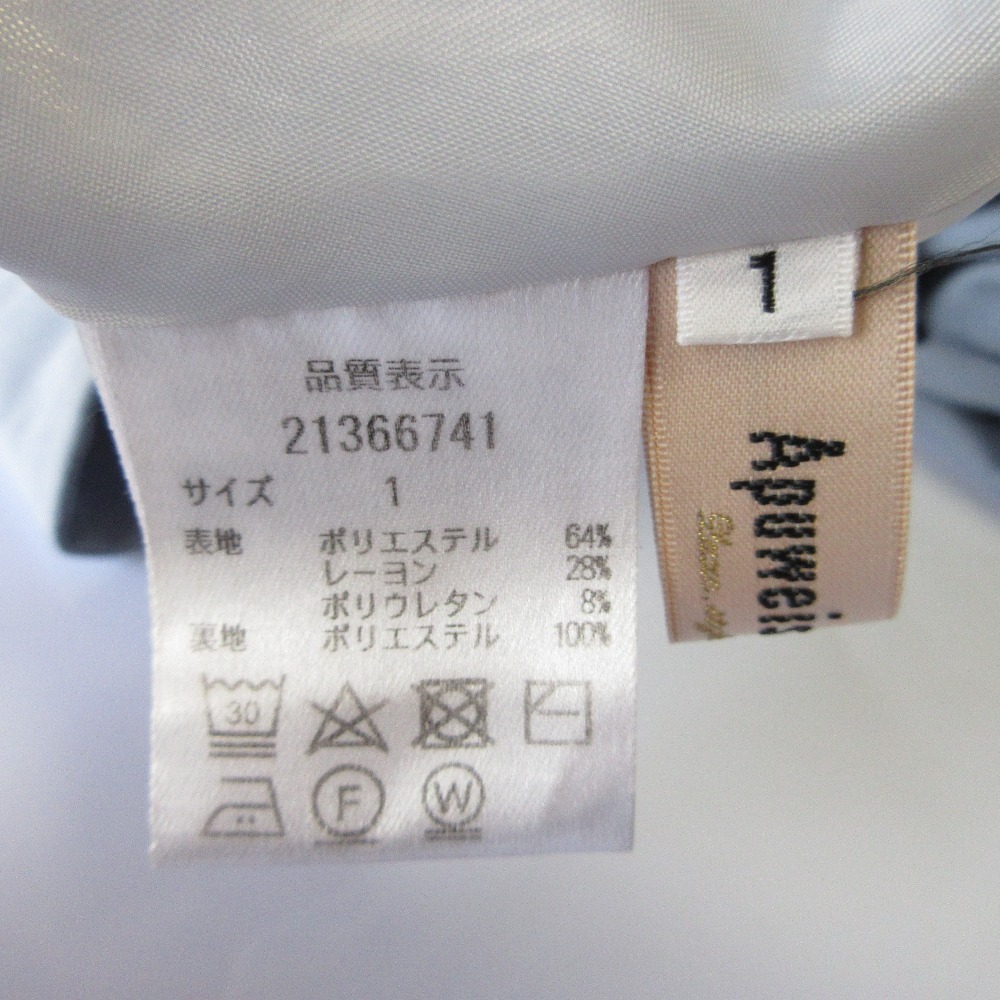 品質表示
21366741
サイズ 1
表地 ポリエステル 64%
レーヨン 28%
ポリウレタン 8%
裏地 ポリエステル 100%
30
F
W
1
Apuwei